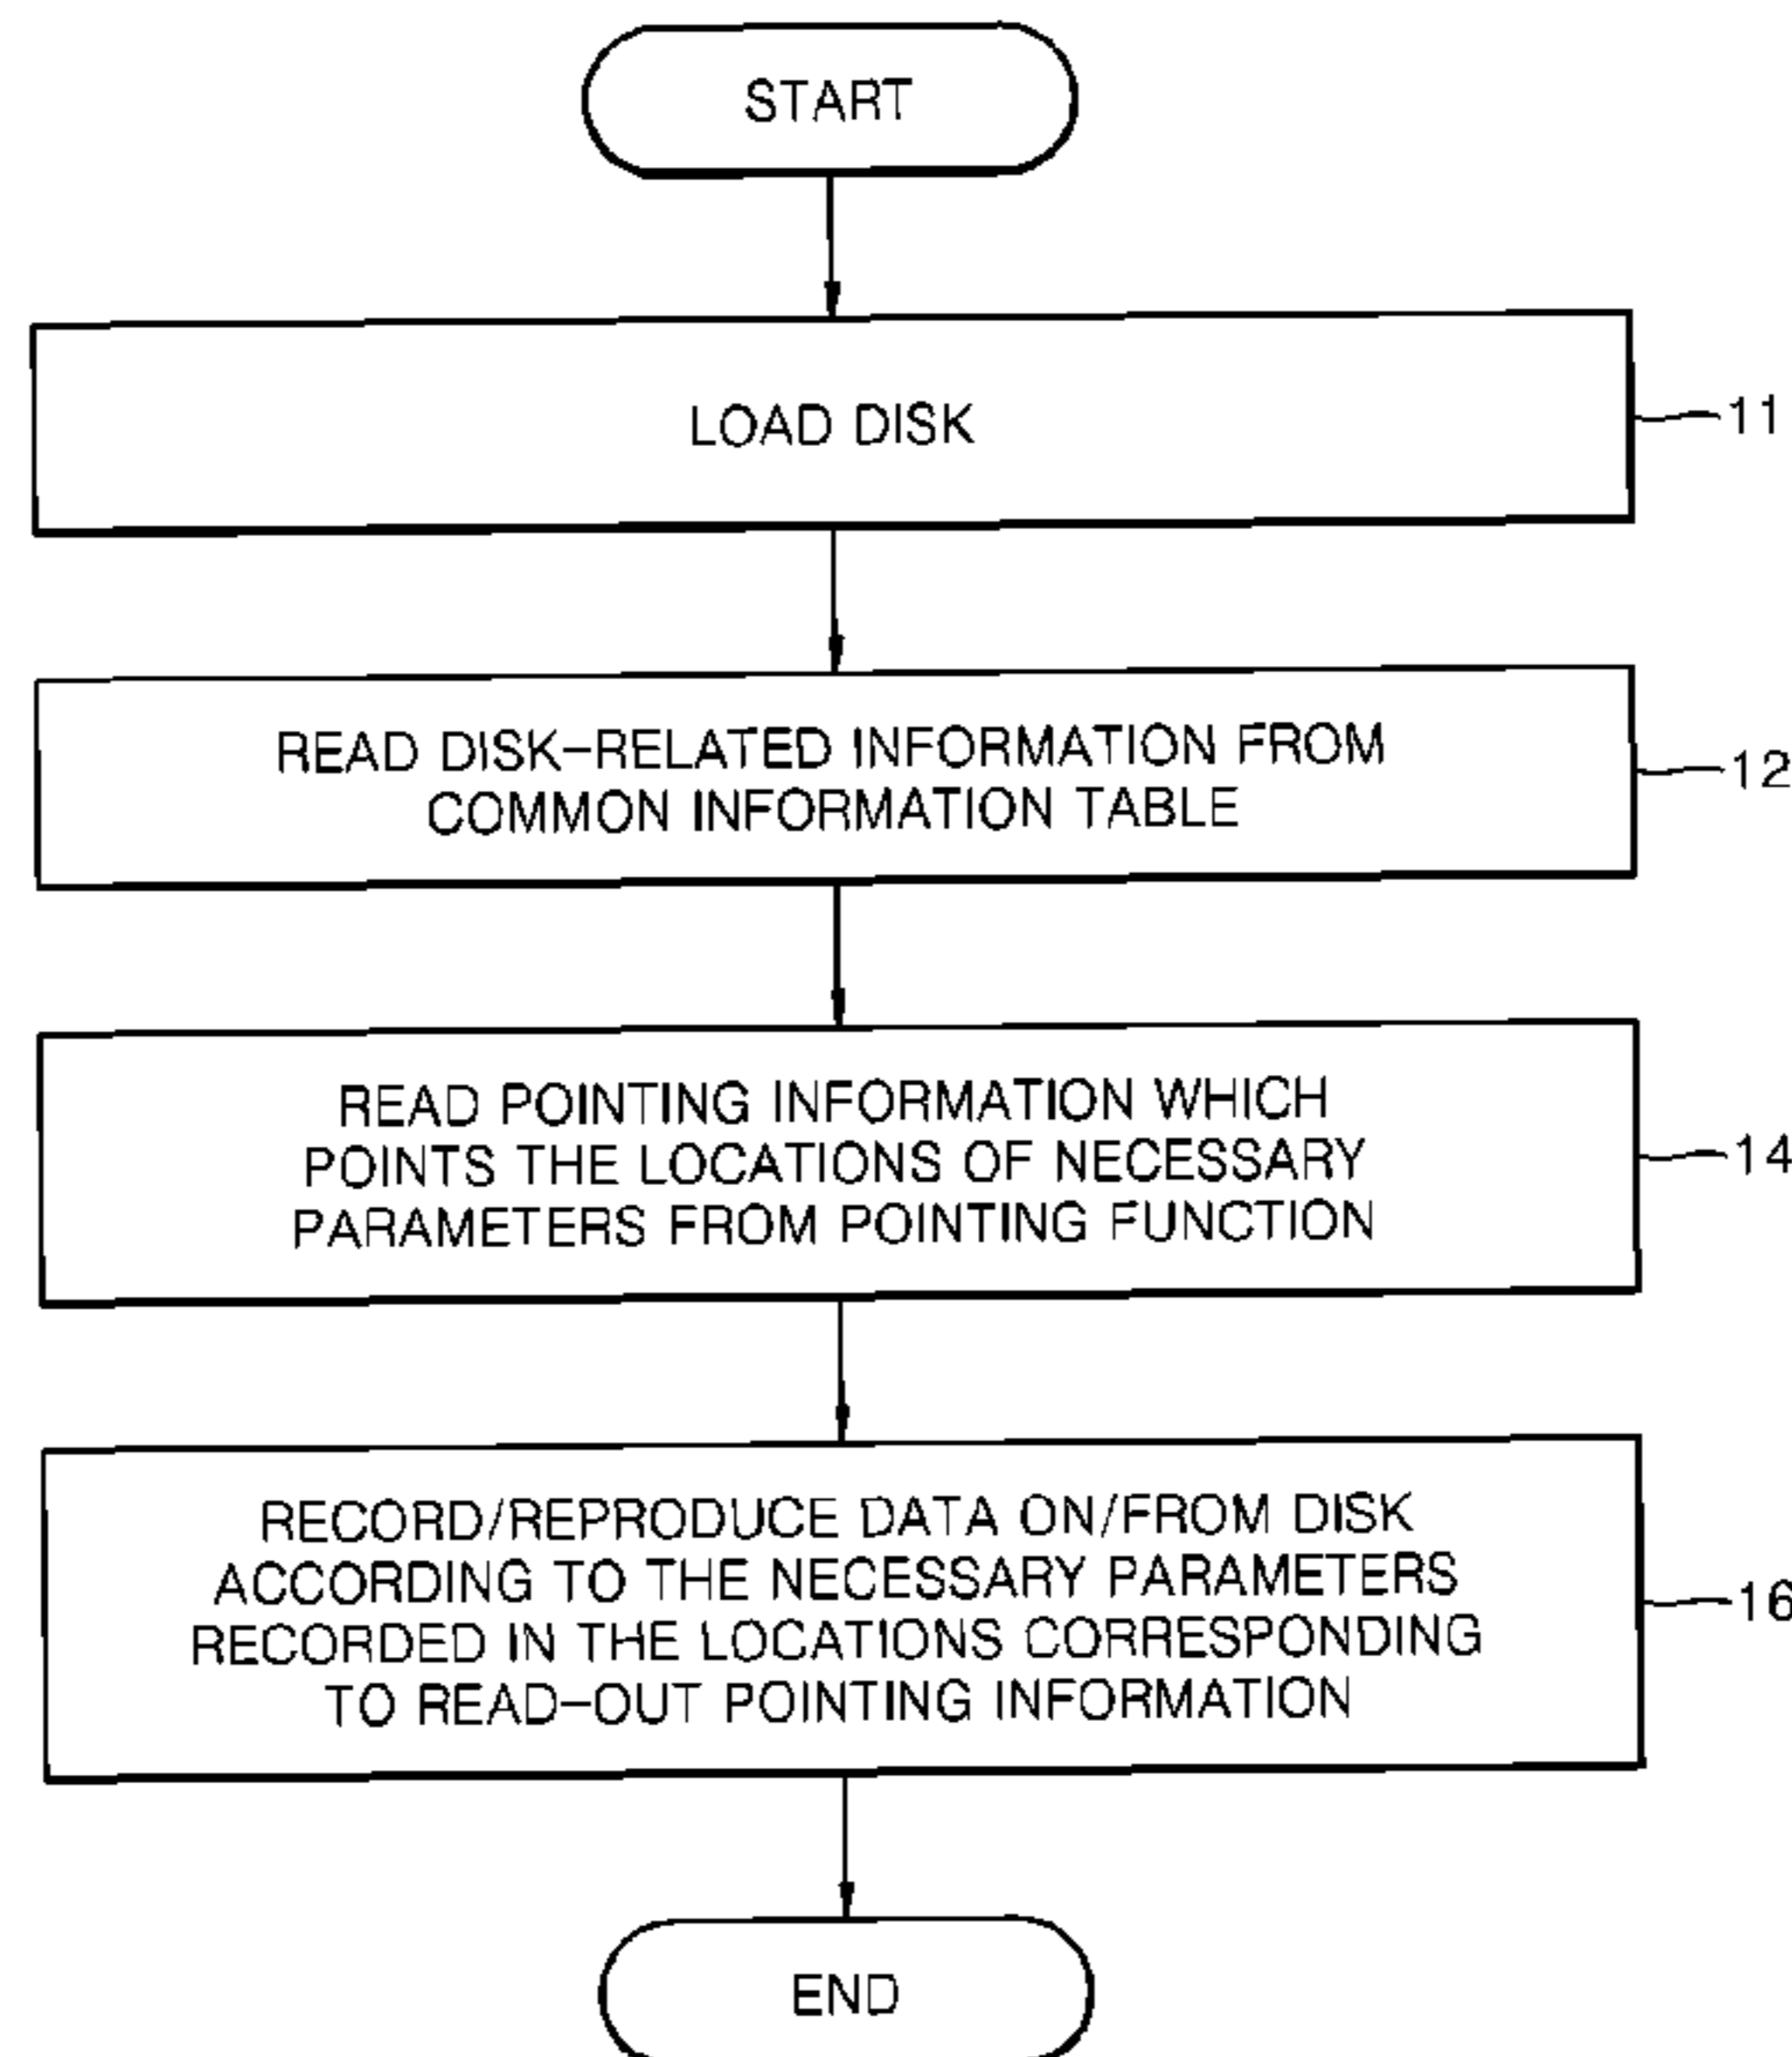 START
LOAD DISK
11
READ DISK-RELATED INFORMATION FROM
COMMON INFORMATION TABLE
12
READ POINTING INFORMATION WHICH
POINTS THE LOCATIONS OF NECESSARY
PARAMETERS FROM POINTING FUNCTION
14
RECORD/REPRODUCE DATA ON/FROM DISK
ACCORDING TO THE NECESSARY PARAMETERS
RECORDED IN THE LOCATIONS CORRESPONDING
TO READ-OUT POINTING INFORMATION
16
END